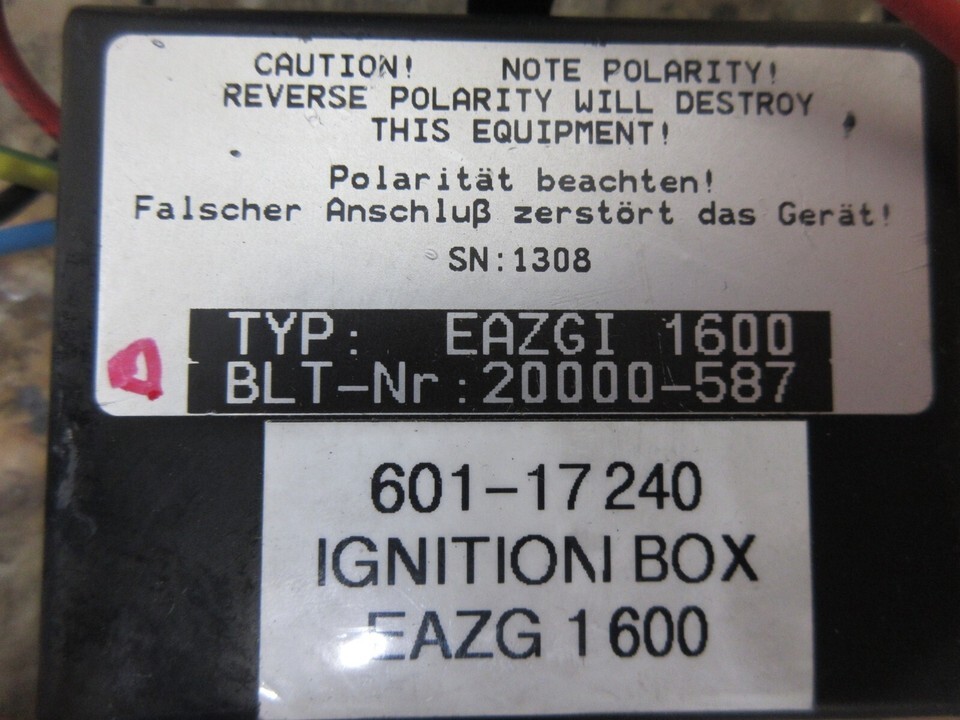 CAUTION! NOTE POLARITY!
REVERSE POLARITY WILL DESTROY
THIS EQUIPMENT!
Polarität beachten!
Falscher Anschluß zerstört das Gerät!
SN:1308
TYP: EAZGI 1600
BLT-Nr:20000-587
601-17240
IGNITION BOX
EAZG 1600